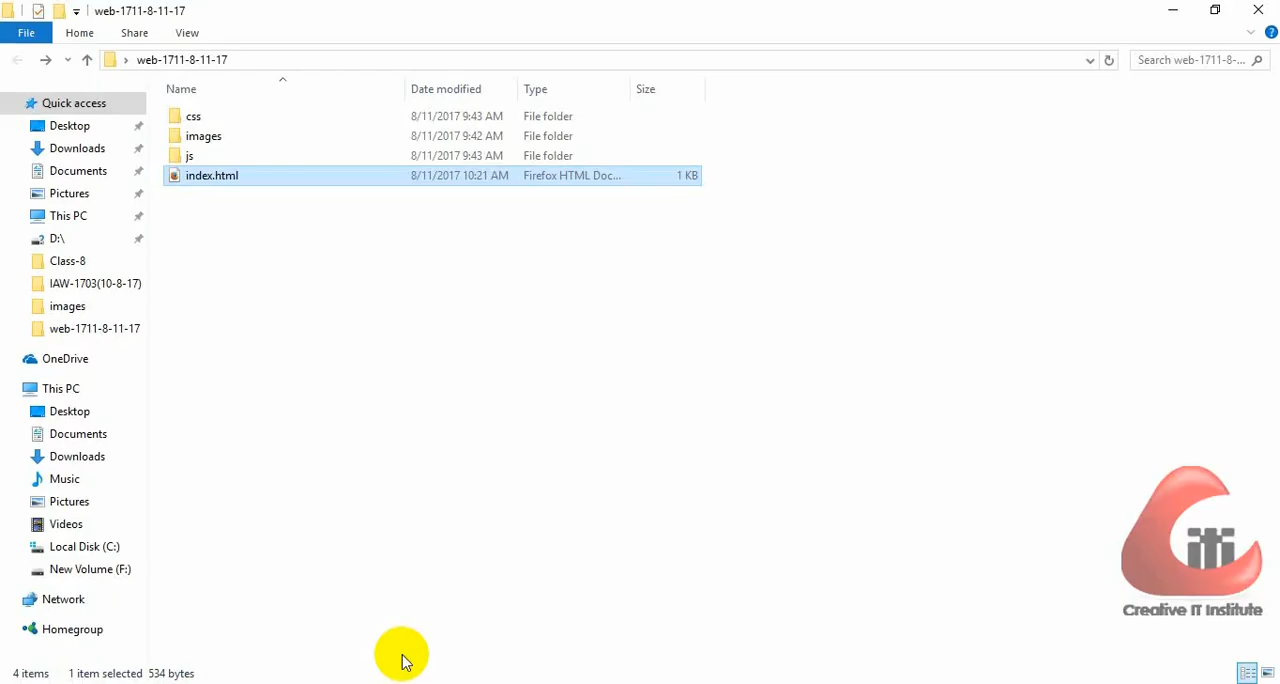 web-1711-8-11-17
File Home Share View
web-1711-8-11-17 Search web-1711-8-...
Name Date modified Type Size
css 8/11/2017 9:43 AM File folder
images 8/11/2017 9:42 AM File folder
js 8/11/2017 9:43 AM File folder
index.html 8/11/2017 10:21 AM Firefox HTML Doc... 1 KB
Quick access
Desktop
Downloads
Documents
Pictures
This PC
D:\
Class-8
IAW-1703(10-8-17)
images
web-1711-8-11-17
OneDrive
This PC
Desktop
Documents
Downloads
Music
Pictures
Videos
Local Disk (C:)
New Volume (F:)
Network
Homegroup
Creative IT Institute
4 items 1 item selected 534 bytes